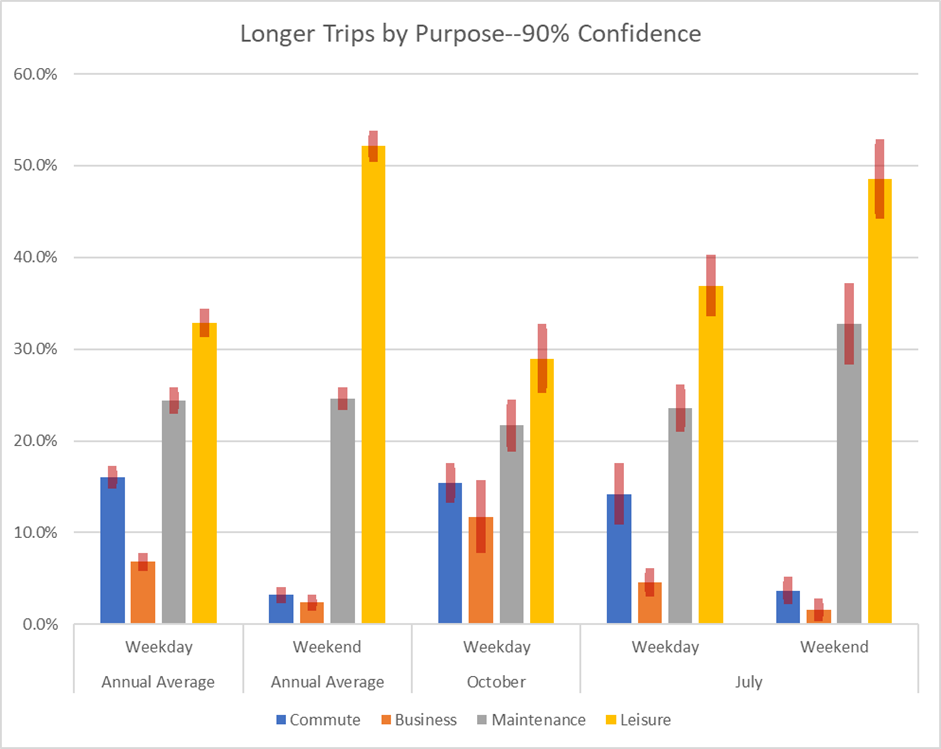 Longer Trips by Purpose--90% Confidence
60.0%
50.0%
40.0%
30.0%
20.0%
10.0%
0.0%
Weekday Weekend Weekday Weekday Weekend
Annual Average Annual Average October July
Commute Business Maintenance Leisure